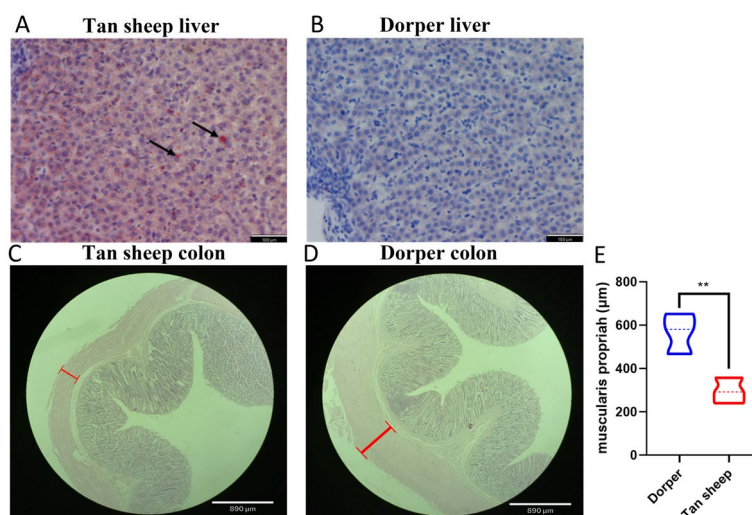 A Tan sheep liver
B Dorper liver
100 µm
100 µm
C Tan sheep colon
D Dorper colon
890 µm
890 µm
E
**
muscularis propriah (µm)
800
600
400
200
0
Dorper
Tan sheep